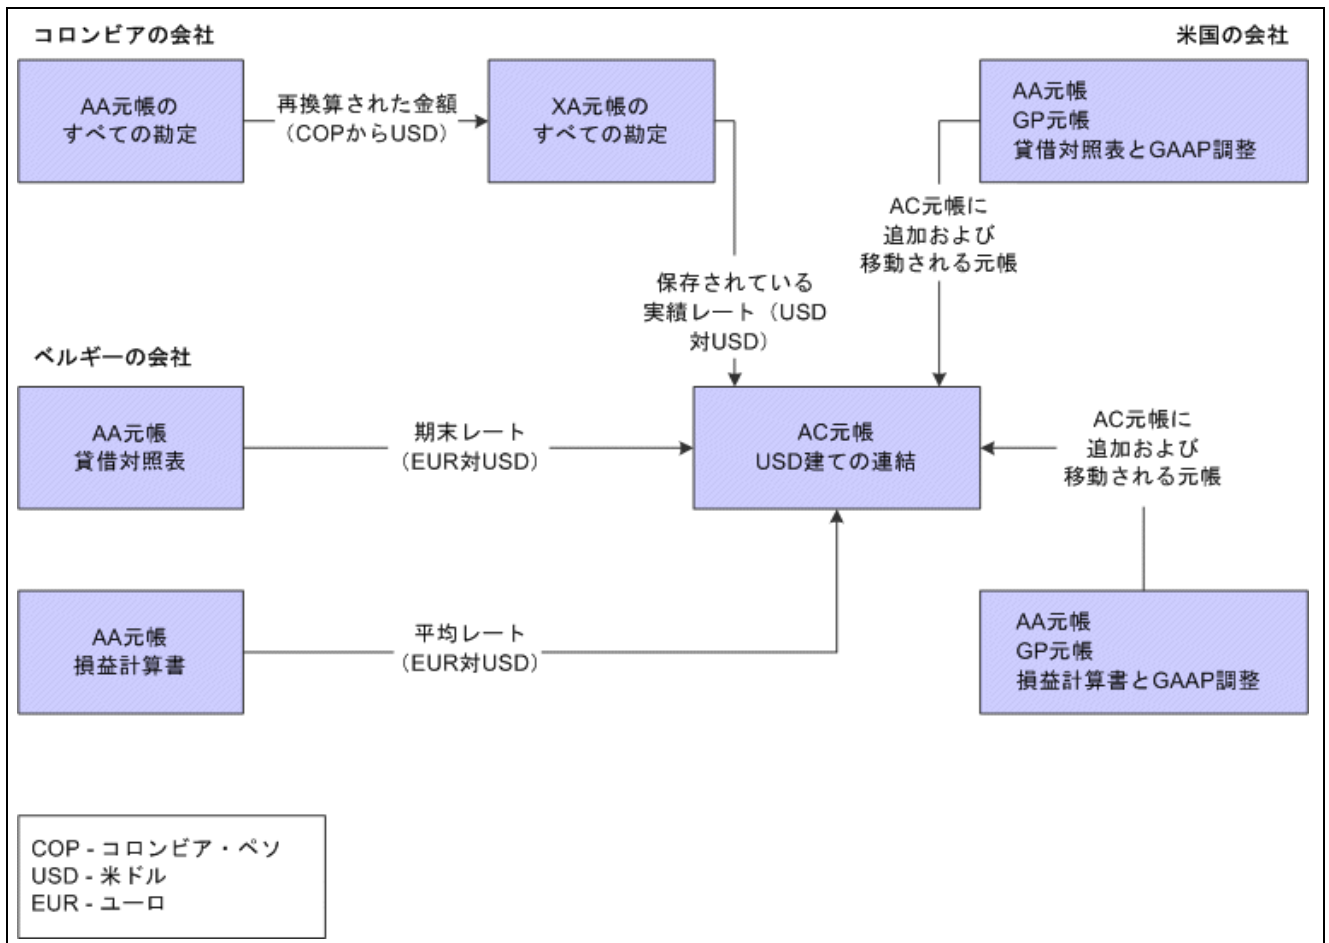 コロンビアの会社
米国の会社
AA元帳の
すべての勘定
再換算された金額
（COPからUSD）
XA元帳の
すべての勘定
AA元帳
GP元帳
貸借対照表とGAAP調整
AC元帳に
追加および
移動される元帳
保存されている
実績レート（USD
対USD）
ベルギーの会社
AA元帳
貸借対照表
期末レート
（EUR対USD）
AC元帳
USD建ての連結
AC元帳に
追加および
移動される元帳
AA元帳
損益計算書
平均レート
（EUR対USD）
AA元帳
GP元帳
損益計算書とGAAP調整
COP - コロンビア・ペソ
USD - 米ドル
EUR - ユーロ